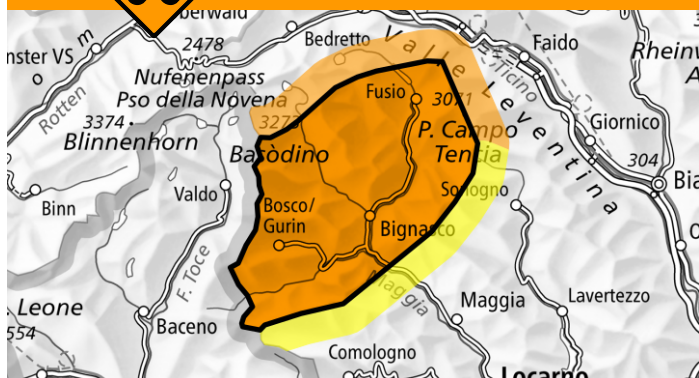 berwald
2478
Bedretto
Faido
Rhein
nster VS
m
Nufenenpass
Pso della Novena
Valle Leventina
Ticino
Rotten
Fusio
3071
3374
3273
Giornico
Blinnenhorn
Basòdino
P. Campo
Tencia
304
Bia
Binn
Valdo
Sonogno
Bosco/
Gurin
Bignasco
F. Toce
Maggia
Leone
554
Baceno
Maggia
Lavertezzo
Comologno
Locarno